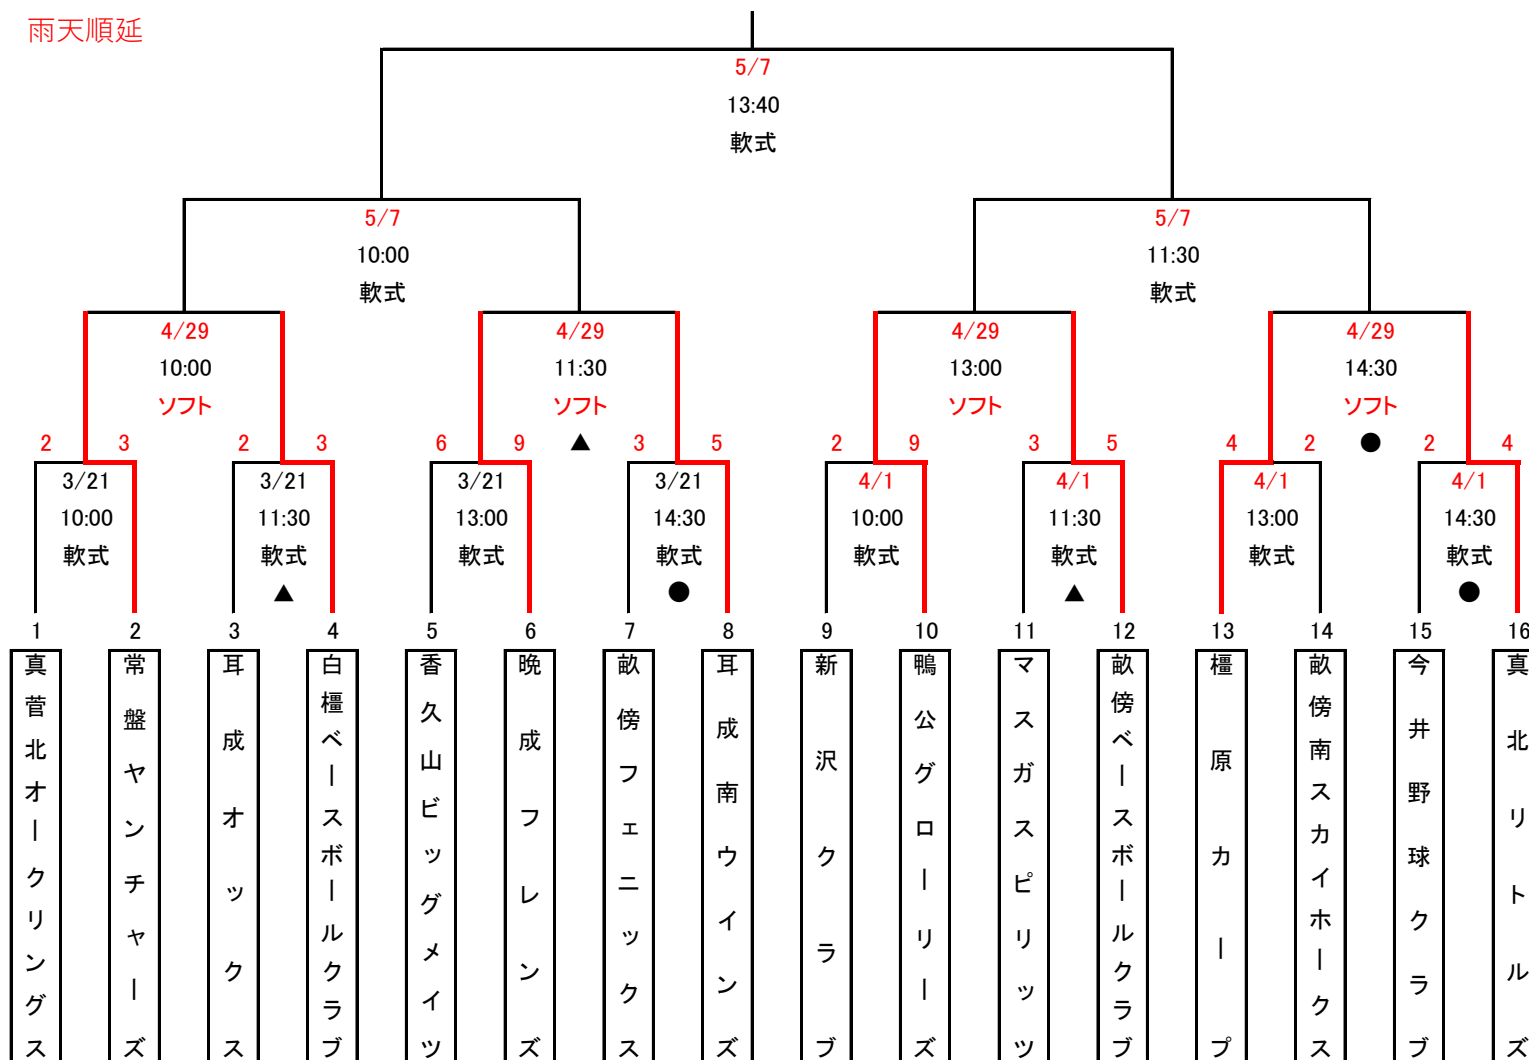 雨天順延
5/7
13:40
軟式
5/7
10:00
軟式
5/7
11:30
軟式
4/29
10:00
ソフト
4/29
11:30
ソフト
▲
4/29
13:00
ソフト
4/29
14:30
ソフト
●
2 3 2 3 6 9 3 5 2 9 3 5 4 2 2 4
3/21 3/21 3/21 3/21 4/1 4/1 4/1 4/1
10:00 11:30 13:00 14:30 10:00 11:30 13:00 14:30
軟式 軟式 軟式 軟式 軟式 軟式 軟式 軟式
▲ ● ▲ ●
1 2 3 4 5 6 7 8 9 10 11 12 13 14 15 16
真菅北オークリングス
常盤ヤンチャーズ
耳成オックス
白橿ベースボールクラブ
香久山ビッグメイツ
晩成フレンズ
畝傍フェニックス
耳成南ウインズ
新沢クラブ
鴨公グローリーズ
マスガスピリッツ
畝傍ベースボールクラブ
橿原カープ
畝傍南スカイホークス
今井野球クラブ
真北リトルズ